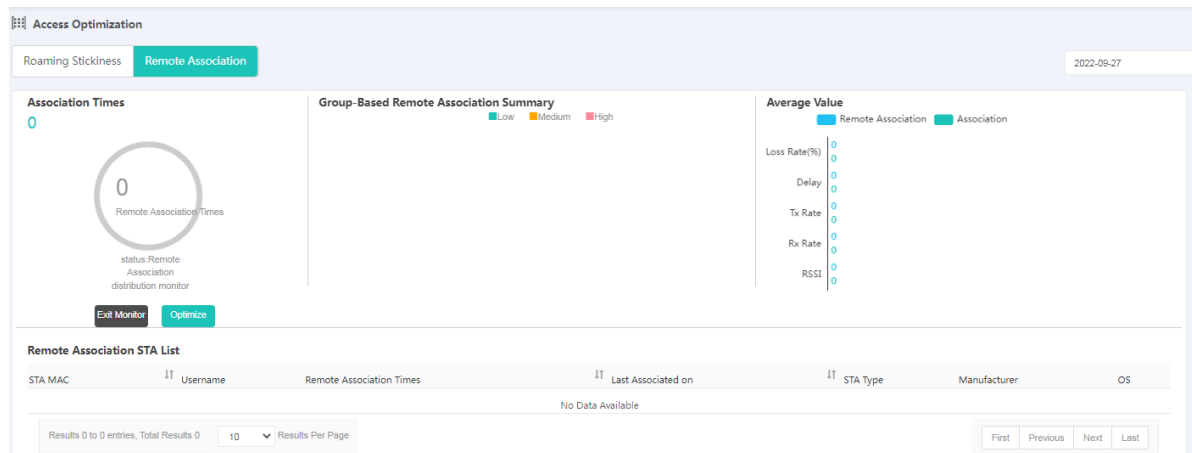 Access Optimization
Roaming Stickiness Remote Association
2022-09-27
Association Times
0
0
Remote Association Times
status:Remote
Association
distribution monitor
Exit Monitor Optimize
Group-Based Remote Association Summary
Low Medium High
Average Value
Remote Association Association
Loss Rate(%) 0
0
Delay 0
0
Tx Rate 0
0
Rx Rate 0
0
RSSI 0
0
Remote Association STA List
STA MAC Username Remote Association Times Last Associated on STA Type Manufacturer OS
No Data Available
Results 0 to 0 entries, Total Results 0 10 Results Per Page First Previous Next Last